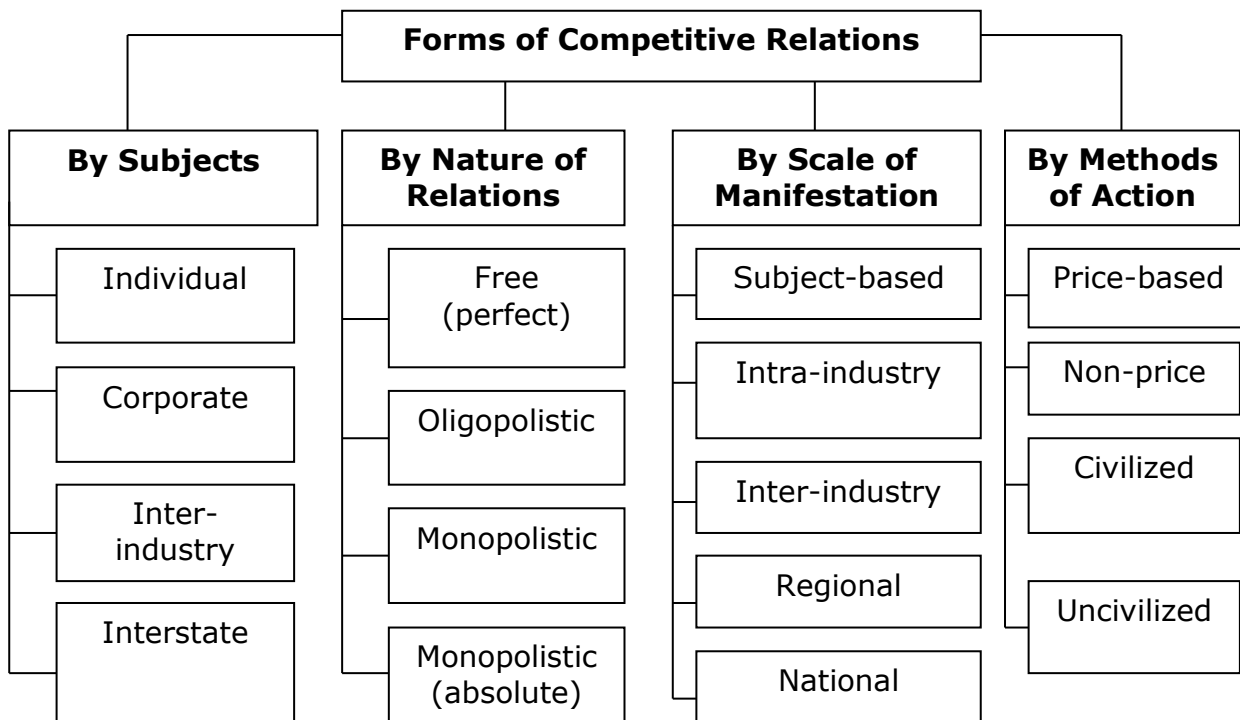 Forms of Competitive Relations
By Subjects
Individual
Corporate
Inter-
industry
Interstate
By Nature of
Relations
Free
(perfect)
Oligopolistic
Monopolistic
Monopolistic
(absolute)
By Scale of
Manifestation
Subject-based
Intra-industry
Inter-industry
Regional
National
By Methods
of Action
Price-based
Non-price
Civilized
Uncivilized